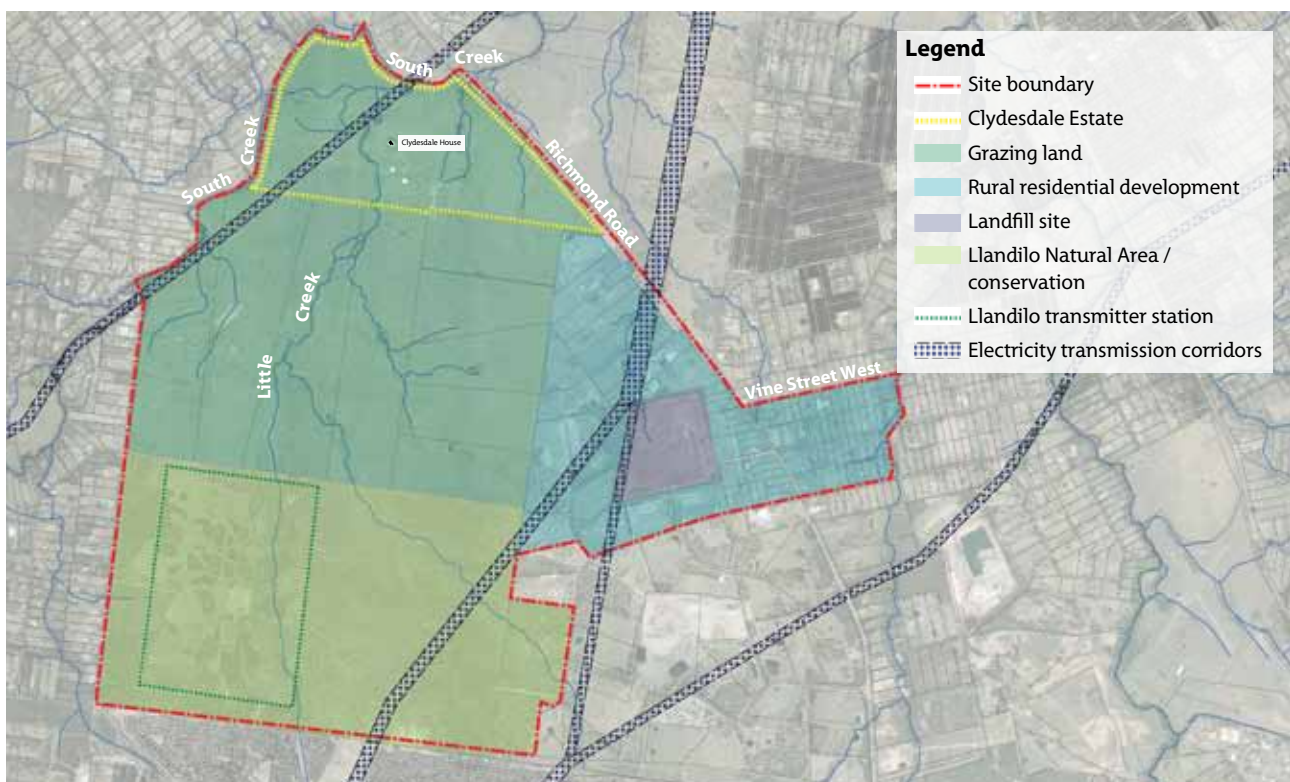 South
Creek
Clydesdale House
Creek
South
Richmond Road
Creek
Little
Vine Street West
Legend
Site boundary
Clydesdale Estate
Grazing land
Rural residential development
Landfill site
Llandilo Natural Area /
conservation
Llandilo transmitter station
Electricity transmission corridors